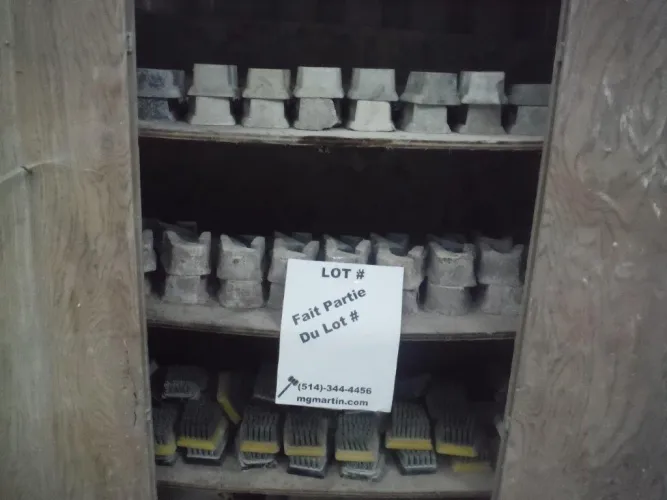 LOT #
Fait Partie
Du Lot #
(514)-344-4456
mgmartin.com